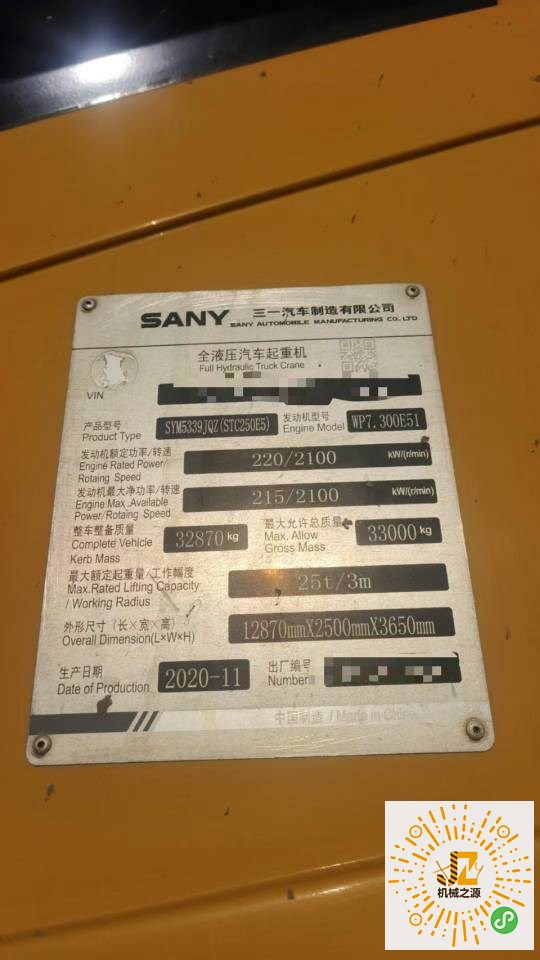 SANY 三一汽车制造有限公司
SANY AUTOMOBILE MANUFACTURING CO.,LTD
全液压汽车起重机
Full Hydraulic Truck Crane
VIN
产品型号 SYM5339JQZ(STC250E5) 发动机型号 WP7.300E51
Product Type Engine Model
发动机额定功率/转速 220/2100 kW/(r/min)
Engine Rated Power/
Rotaing Speed
发动机最大净功率/转速 215/2100 kW/(r/min)
Engine Max.Available
Power/Rotaing Speed
整车整备质量 32870 kg 最大允许总质量 33000 kg
Complete Vehicle Max. Allow
Kerb Mass Gross Mass
最大额定起重量/工作幅度 25t/3m
Max.Rated Lifting Capacity
/ Working Radius
外形尺寸（长×宽×高） 12870mmX2500mmX3650mm
Overall Dimension(L×W×H)
生产日期 2020-11 出厂编号
Date of Production Number
中国制造 / Made in China
JZ
机械之源